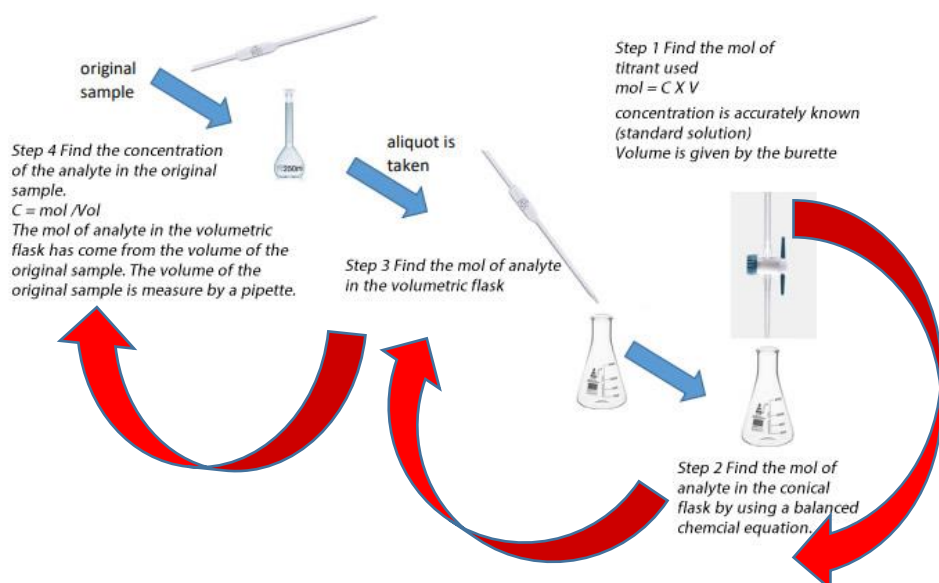 original
sample
Step 4 Find the concentration
of the analyte in the original
sample.
C = mol /Vol
The mol of analyte in the volumetric
flask has come from the volume of the
original sample. The volume of the
original sample is measure by a pipette.
aliquot is
taken
Step 3 Find the mol of analyte
in the volumetric flask
Step 1 Find the mol of
titrant used
mol = C X V
concentration is accurately known
(standard solution)
Volume is given by the burette
Step 2 Find the mol of
analyte in the conical
flask by using a balanced
chemcial equation.